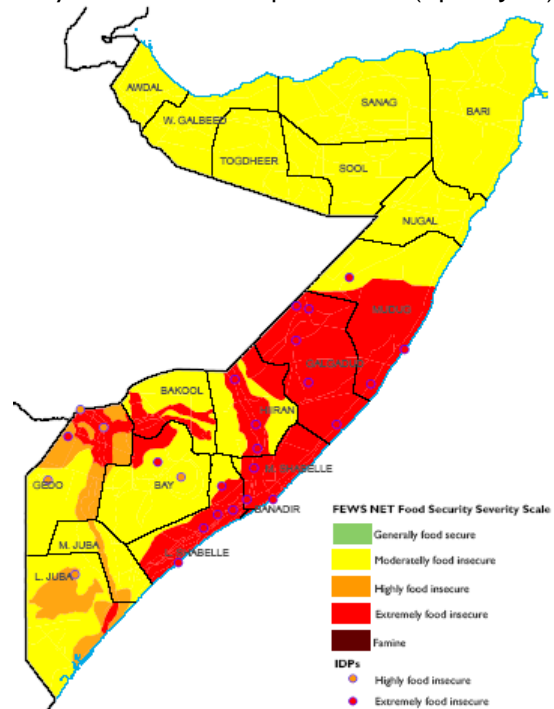 AWDAL
W. GALBEED
TOGDHEER
SANAG
SOOL
BARI
NUGAL
MUDUG
GALGADUD
BAKOOL
HIIRAN
GEDO
BAY
M. SHABELLE
BANADIR
M. JUBA
SHABELLE
L. JUBA
FEWS NET Food Security Severity Scale
Generally food secure
Moderatelly food insecure
Highly food insecure
Extremely food insecure
Famine
IDPs
Highly food insecure
Extremely food insecure